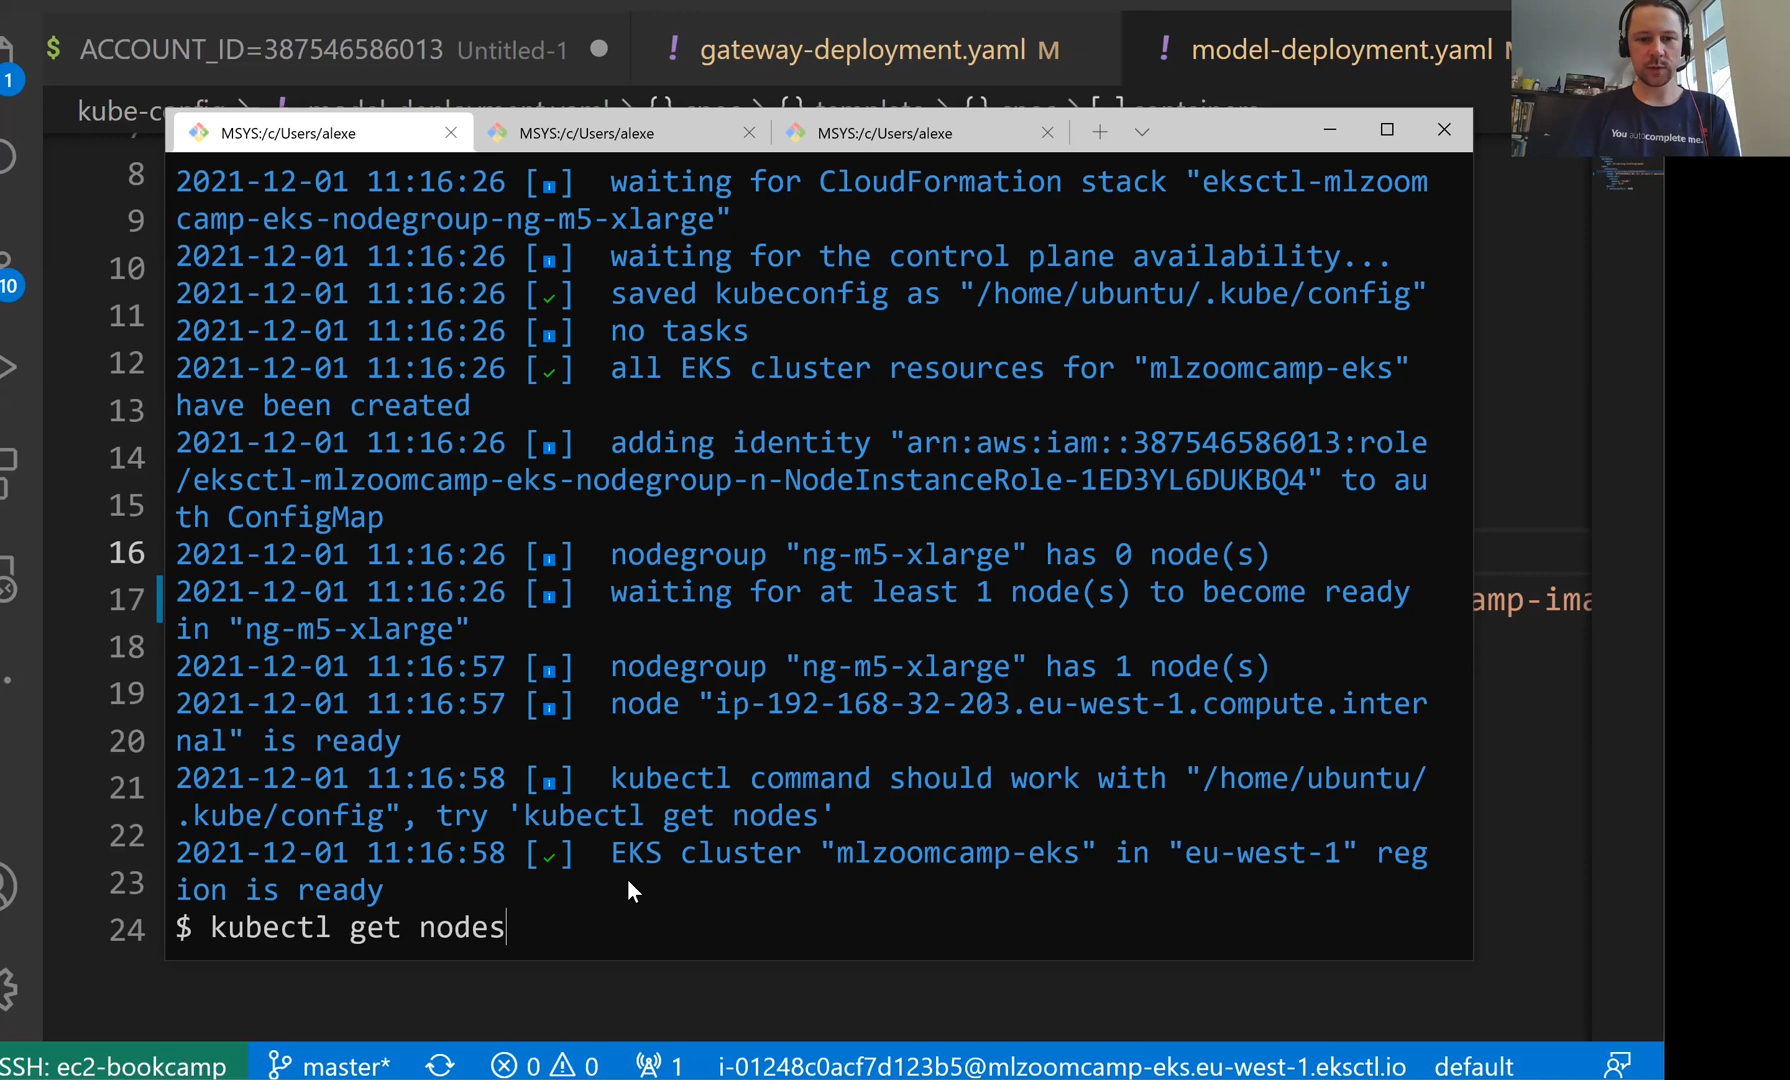 $ ACCOUNT_ID=387546586013 Untitled-1
! gateway-deployment.yaml M
! model-deployment.yaml M
MSYS:/c/Users/alexe
MSYS:/c/Users/alexe
MSYS:/c/Users/alexe
You autocomplete me.
1
10
8
9
10
11
12
13
14
15
16
17
18
19
20
21
22
23
24
2021-12-01 11:16:26 [i]  waiting for CloudFormation stack "eksctl-mlzoom
camp-eks-nodegroup-ng-m5-xlarge"
2021-12-01 11:16:26 [i]  waiting for the control plane availability...
2021-12-01 11:16:26 [✓]  saved kubeconfig as "/home/ubuntu/.kube/config"
2021-12-01 11:16:26 [i]  no tasks
2021-12-01 11:16:26 [✓]  all EKS cluster resources for "mlzoomcamp-eks"
have been created
2021-12-01 11:16:26 [i]  adding identity "arn:aws:iam::387546586013:role
/eksctl-mlzoomcamp-eks-nodegroup-n-NodeInstanceRole-1ED3YL6DUKBQ4" to au
th ConfigMap
2021-12-01 11:16:26 [i]  nodegroup "ng-m5-xlarge" has 0 node(s)
2021-12-01 11:16:26 [i]  waiting for at least 1 node(s) to become ready
in "ng-m5-xlarge"
2021-12-01 11:16:57 [i]  nodegroup "ng-m5-xlarge" has 1 node(s)
2021-12-01 11:16:57 [i]  node "ip-192-168-32-203.eu-west-1.compute.inter
nal" is ready
2021-12-01 11:16:58 [i]  kubectl command should work with "/home/ubuntu/
.kube/config", try 'kubectl get nodes'
2021-12-01 11:16:58 [✓]  EKS cluster "mlzoomcamp-eks" in "eu-west-1" reg
ion is ready
$ kubectl get nodes
amp-ima
SSH: ec2-bookcamp master* 0 0 1 i-01248c0acf7d123b5@mlzoomcamp-eks.eu-west-1.eksctl.io default